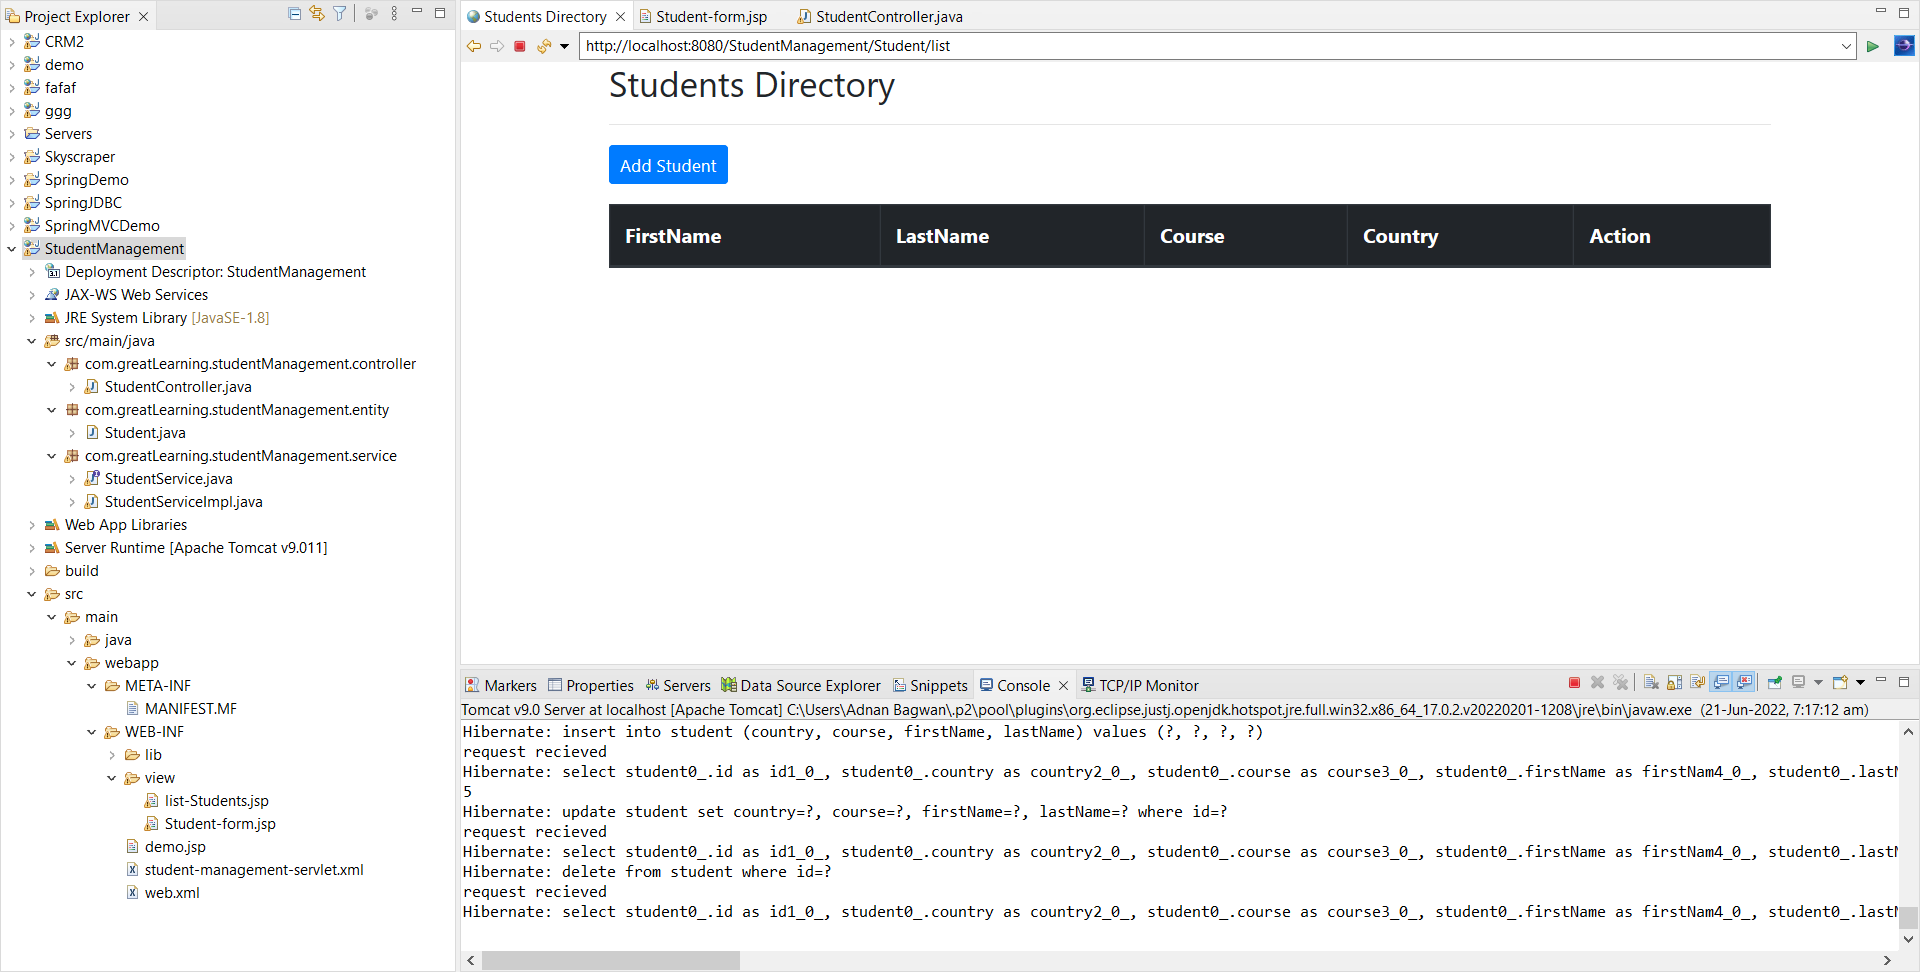 Project Explorer
CRM2
demo
fafaf
ggg
Servers
Skyscraper
SpringDemo
SpringJDBC
SpringMVCDemo
StudentManagement
Deployment Descriptor: StudentManagement
JAX-WS Web Services
JRE System Library [JavaSE-1.8]
src/main/java
com.greatLearning.studentManagement.controller
StudentController.java
com.greatLearning.studentManagement.entity
Student.java
com.greatLearning.studentManagement.service
StudentService.java
StudentServiceImpl.java
Web App Libraries
Server Runtime [Apache Tomcat v9.011]
build
src
main
java
webapp
META-INF
MANIFEST.MF
WEB-INF
lib
view
list-Students.jsp
Student-form.jsp
demo.jsp
student-management-servlet.xml
web.xml
Students Directory Student-form.jsp StudentController.java
http://localhost:8080/StudentManagement/Student/list
Students Directory
Add Student
FirstName LastName Course Country Action
Markers Properties Servers Data Source Explorer Snippets Console TCP/IP Monitor
Tomcat v9.0 Server at localhost [Apache Tomcat] C:\Users\Adnan Bagwan\.p2\pool\plugins\org.eclipse.justj.openjdk.hotspot.jre.full.win32.x86_64_17.0.2.v20220201-1208\jre\bin\javaw.exe (21-Jun-2022, 7:17:12 am)
Hibernate: insert into student (country, course, firstName, lastName) values (?, ?, ?, ?)
request recieved
Hibernate: select student0_.id as id1_0_, student0_.country as country2_0_, student0_.course as course3_0_, student0_.firstName as firstNam4_0_, student0_.lastN
5
Hibernate: update student set country=?, course=?, firstName=?, lastName=? where id=?
request recieved
Hibernate: select student0_.id as id1_0_, student0_.country as country2_0_, student0_.course as course3_0_, student0_.firstName as firstNam4_0_, student0_.lastN
Hibernate: delete from student where id=?
request recieved
Hibernate: select student0_.id as id1_0_, student0_.country as country2_0_, student0_.course as course3_0_, student0_.firstName as firstNam4_0_, student0_.lastN